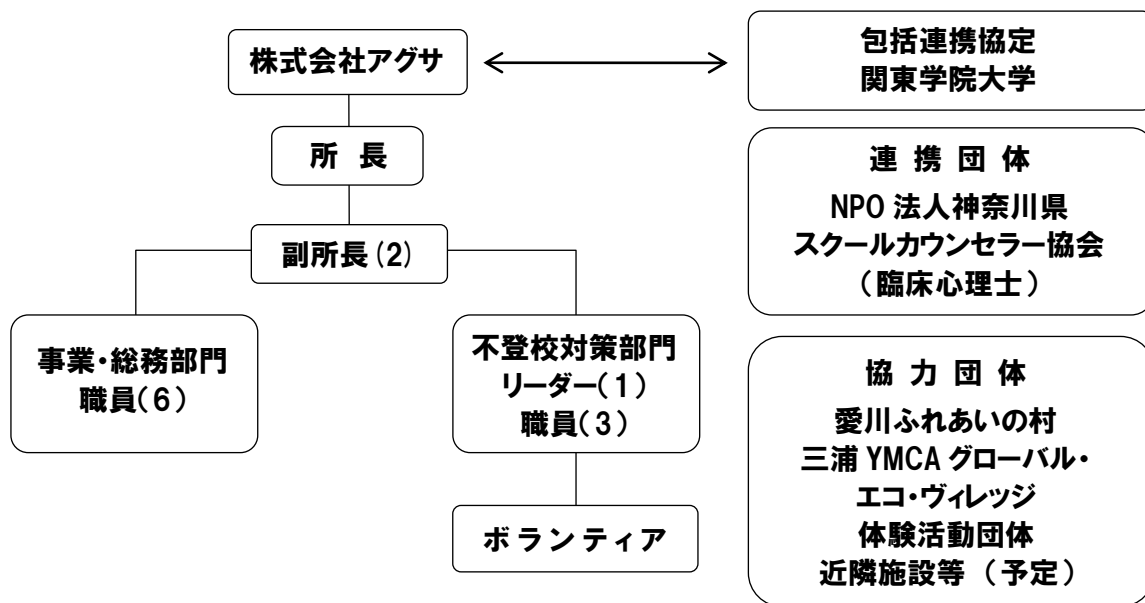 株式会社アグサ
所 長
副所長(2)
事業・総務部門
職員(6)
不登校対策部門
リーダー(1)
職員(3)
ボランティア
包括連携協定
関東学院大学
連 携 団 体
NPO 法人神奈川県
スクールカウンセラー協会
(臨床心理士)
協 力 団 体
愛川ふれあいの村
三浦 YMCA グローバル・
エコ・ヴィレッジ
体験活動団体
近隣施設等 (予定)